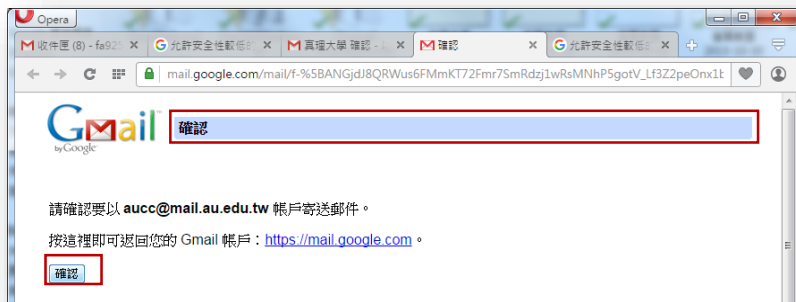 Opera
收件匣 (8) - fa925
允許安全性較低的
真理大學 確認 -
確認
允許安全性較低
mail.google.com/mail/f-%5BANGjdJ8QRWus6FMmKT72Fmr7SmRdzj1wRsMNhP5gotV_Lf3Z2peOnx1t
Gmail
by Google
確認
請確認要以 aucc@mail.au.edu.tw 帳戶寄送郵件。
按這裡即可返回您的 Gmail 帳戶：https://mail.google.com。
確認